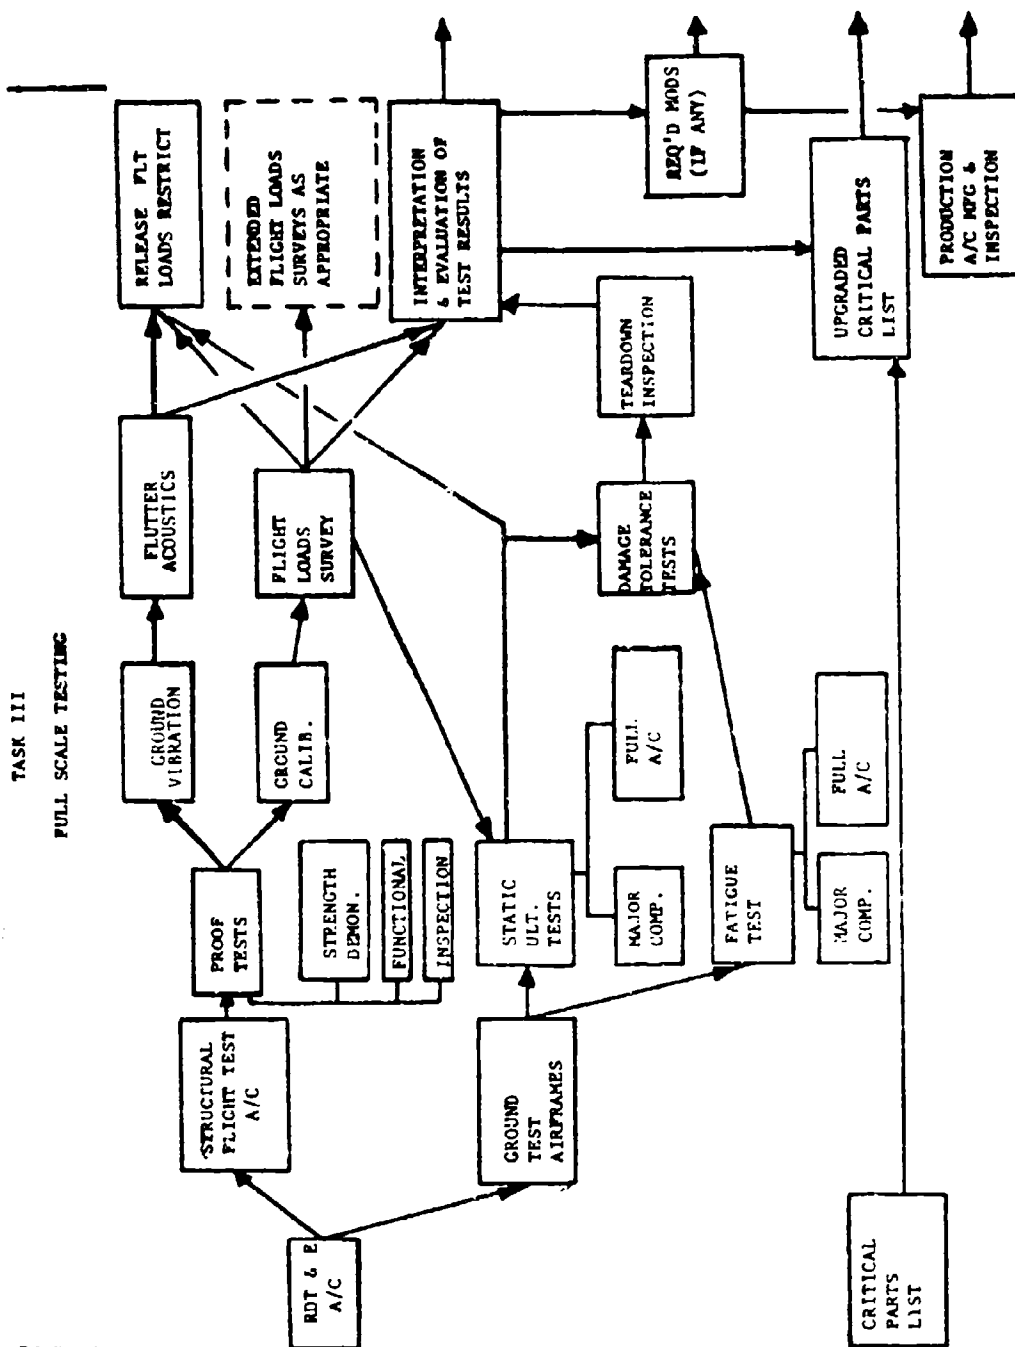 TASK III
FULL SCALE TESTING
RDT & E
A/C
STRUCTURAL
FLIGHT TEST
A/C
PROOF
TESTS
STRENGTH
DEMON.
FUNCTIONAL
INSPECTION
GROUND
VIBRATION
GROUND
CALIB.
FLUTTER
ACOUSTICS
FLIGHT
LOADS
SURVEY
RELEASE FLT
LOADS RESTRICT
EXTENDED
FLIGHT LOADS
SURVEYS AS
APPROPRIATE
INTERPRETATION
& EVALUATION OF
TEST RESULTS
GROUND
TEST
AIRFRAMES
STATIC
ULT.
TESTS
MAJOR
COMP.
FULL
A/C
FATIGUE
TEST
MAJOR
COMP.
FULL
A/C
DAMAGE
TOLERANCE
TESTS
TEARDOWN
INSPECTION
REQ'D MODS
(IF ANY)
CRITICAL
PARTS
LIST
UPGRADED
CRITICAL PARTS
LIST
PRODUCTION
A/C MFG &
INSPECTION